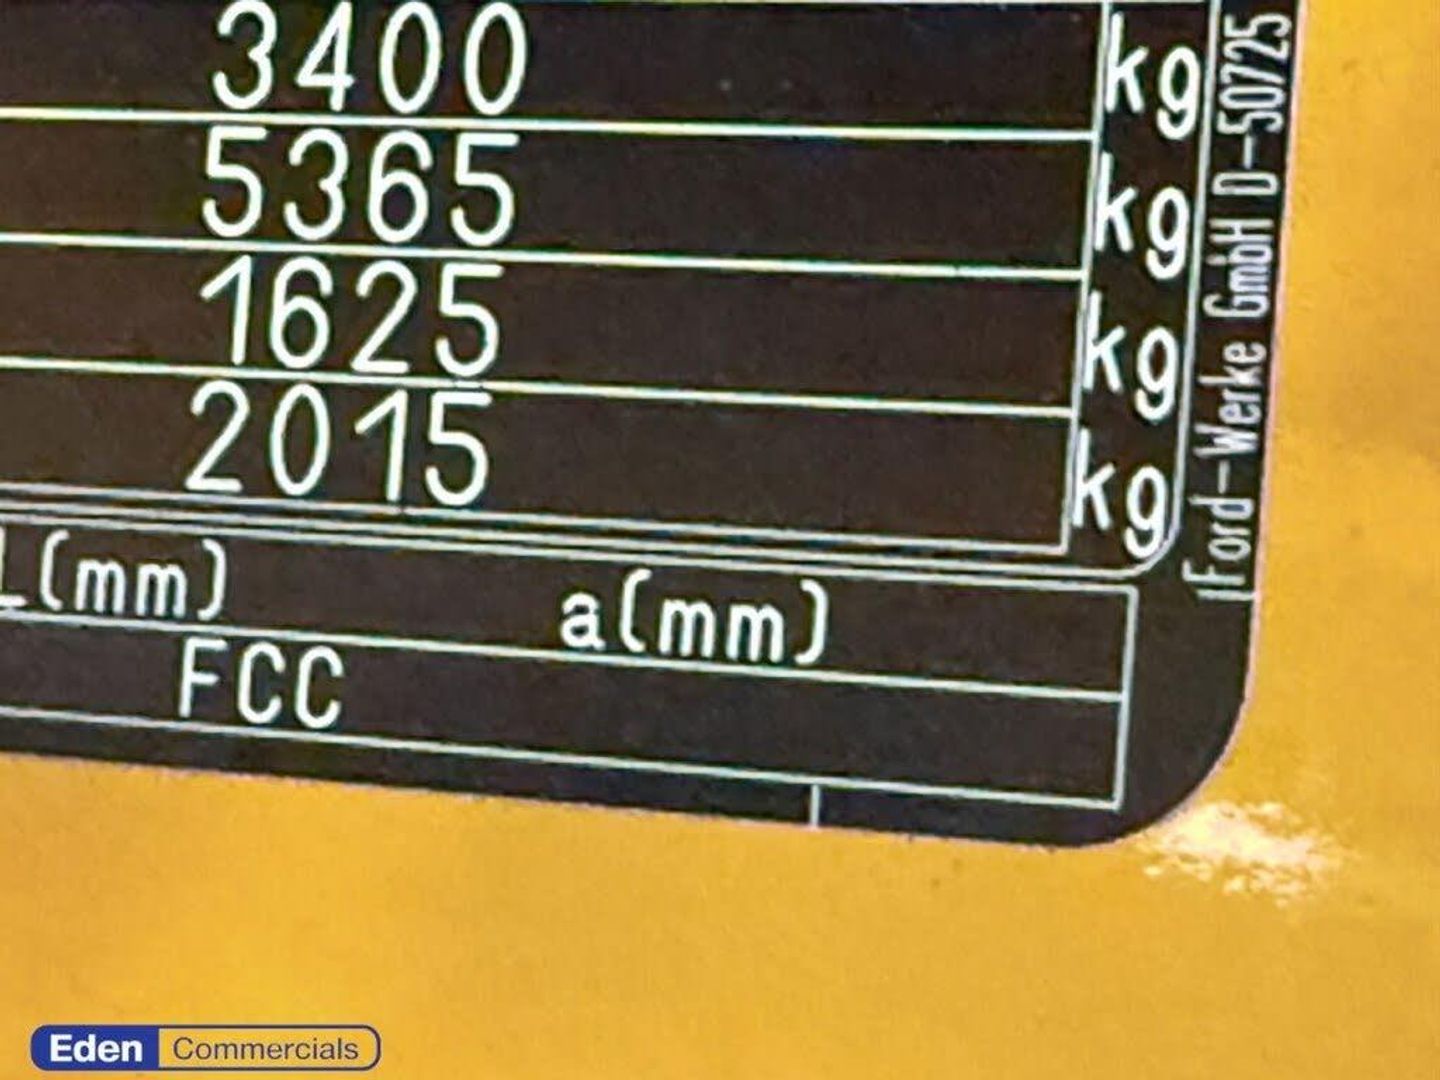 3400 kg
5365 kg
1625 kg
2015 kg
L(mm) a(mm)
FCC
Ford-Werke GmbH D-50725
Eden Commercials